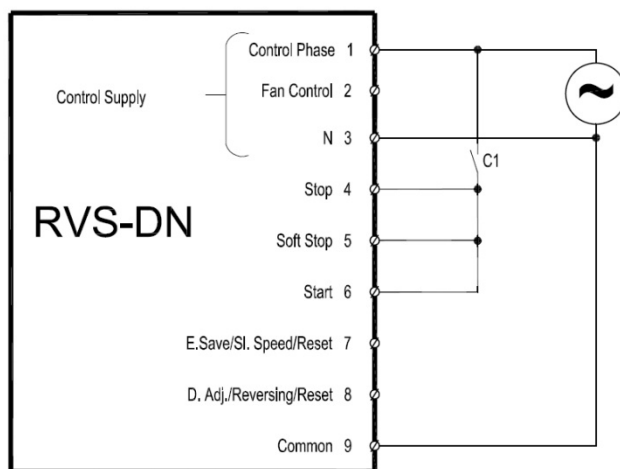 Control Phase 1
Fan Control 2
Control Supply
N 3
C1
Stop 4
RVS-DN
Soft Stop 5
Start 6
E.Save/Sl. Speed/Reset 7
D. Adj./Reversing/Reset 8
Common 9